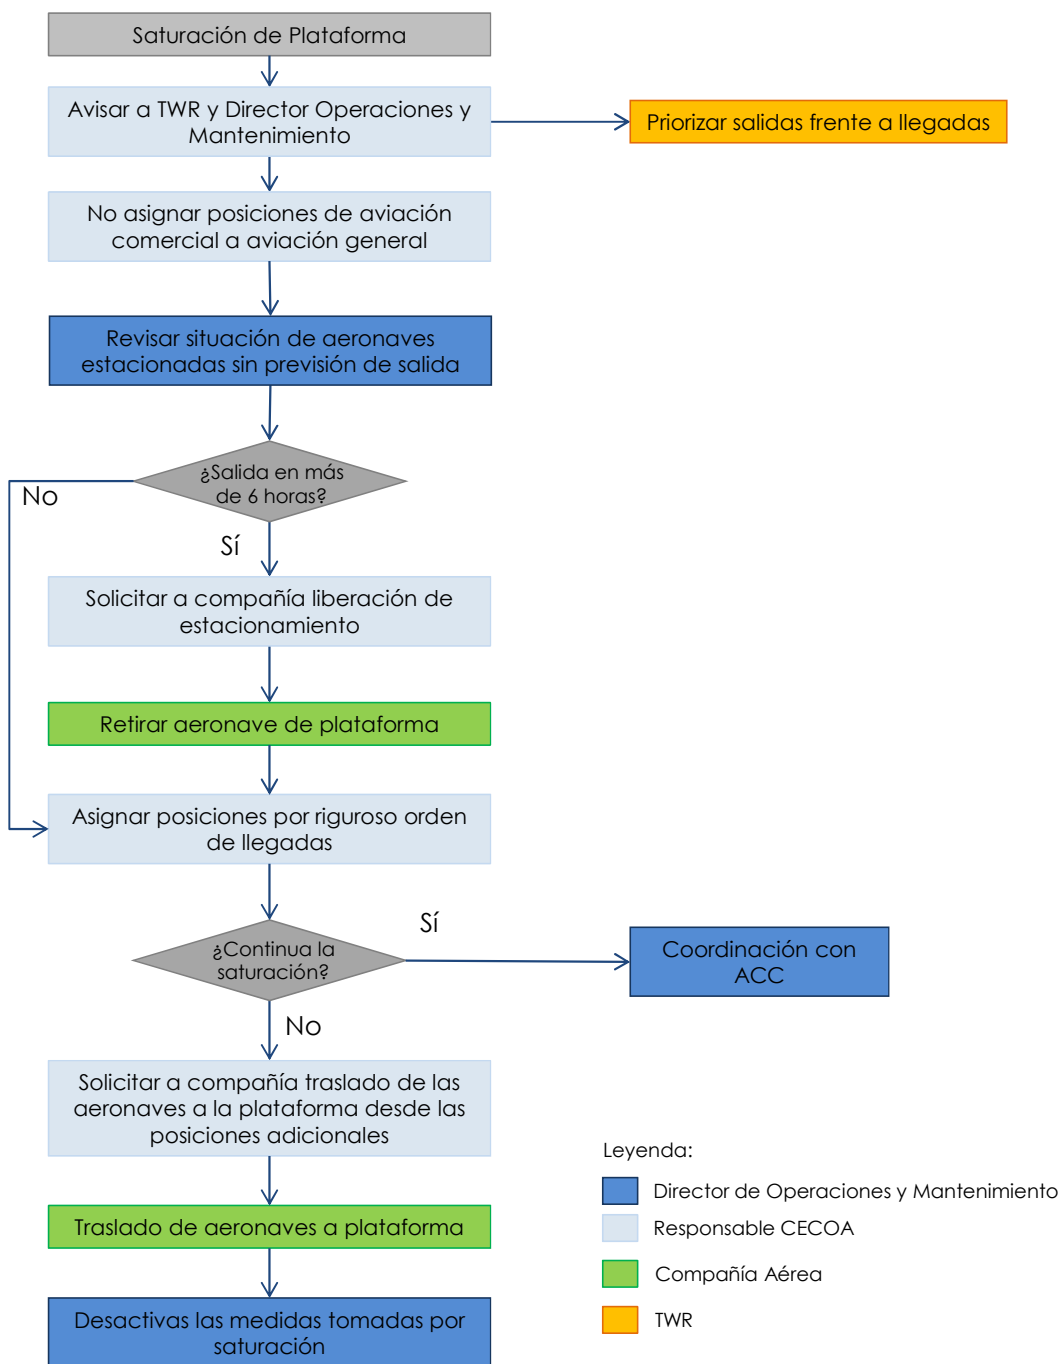 Saturación de Plataforma
Avisar a TWR y Director Operaciones y
Mantenimiento
Priorizar salidas frente a llegadas
No asignar posiciones de aviación
comercial a aviación general
Revisar situación de aeronaves
estacionadas sin previsión de salida
¿Salida en más
de 6 horas?
No
Sí
Solicitar a compañía liberación de
estacionamiento
Retirar aeronave de plataforma
Asignar posiciones por riguroso orden
de llegadas
¿Continua la
saturación?
Sí
Coordinación con
ACC
No
Solicitar a compañía traslado de las
aeronaves a la plataforma desde las
posiciones adicionales
Traslado de aeronaves a plataforma
Desactivas las medidas tomadas por
saturación
Leyenda:
Director de Operaciones y Mantenimiento
Responsable CECOA
Compañía Aérea
TWR